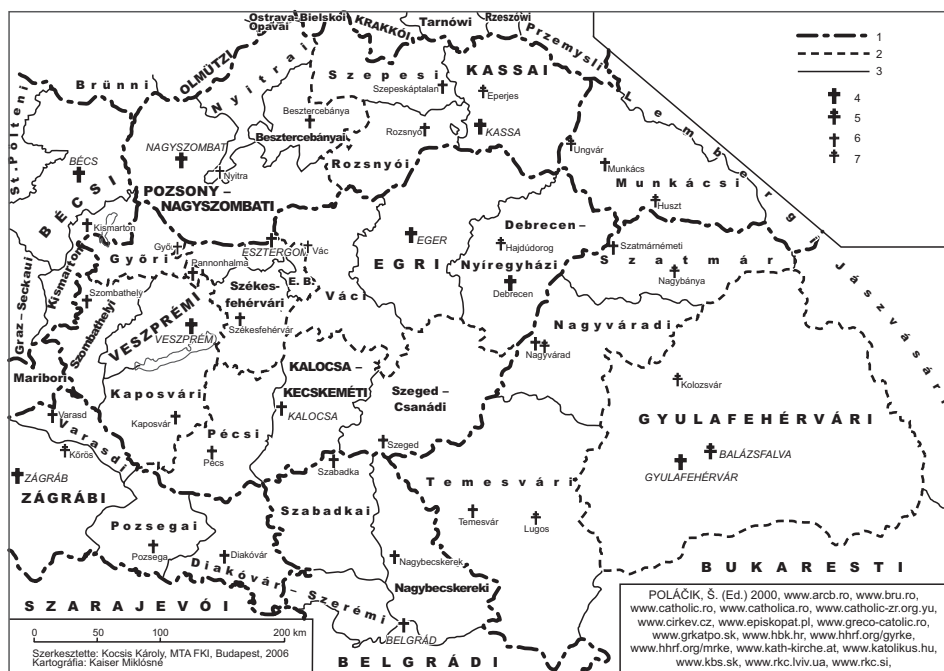 Ostrava-Bielskoi
Opavai
KRAKKÓI
Tarnówi
Rzeszówi
Przemysli
Lembergi
Jászvásári
Brünni
OLMÜTZI
Nyitrai
Szepesi
KASSAI
Szepeskáptalan
Eperjes
Besztercebánya
Besztercebányai
Rozsnyó
KASSA
Rozsnyói
St.Pölteni
BÉCS
BÉCSI
NAGYSZOMBAT
Nyitra
POZSONY –
NAGYSZOMBATI
Ungvár
Munkács
Munkácsi
Huszt
Kismarton
Kismartoni
Győr
Győri
Pannonhalma
ESZTERGOM
Vác
E. B.
Váci
EGER
EGRI
Debrecen –
Nyíregyházi
Hajdúdorog
Debrecen
Szatmárnémeti
Szatmári
Nagybánya
Graz – Seckaui
Szombathely
Szombathelyi
VESZPRÉMI
VESZPRÉM
Székes-
fehérvári
Székesfehérvár
Nagyváradi
Nagyvárad
Maribori
Kaposvári
Kaposvár
KALOCSA –
KECSKEMÉTI
KALOCSA
Szeged –
Csanádi
Szeged
Kolozsvár
GYULAFEHÉRVÁRI
BALÁZSFALVA
GYULAFEHÉRVÁR
Varasd
Varasdi
Kőrös
ZÁGRÁB
ZÁGRÁBI
Pécsi
Pécs
Szabadka
Szabadkai
Temesvári
Temesvár
Lugos
Pozsegai
Pozsega
Diakóvár
Diakóvár – Szerémi
Nagybecskerek
Nagybecskereki
BELGRÁD
BELGRÁDI
SZARAJEVÓI
BUKARESTI
1
2
3
4
5
6
7
0 50 100 200 km
Szerkesztette: Kocsis Károly, MTA FKI, Budapest, 2006
Kartográfia: Kaiser Miklósné
POLÁČIK, Š. (Ed.) 2000, www.arcb.ro, www.bru.ro,
www.catholic.ro, www.catholica.ro, www.catholic-zr.org.yu,
www.cirkev.cz, www.episkopat.pl, www.greco-catolic.ro,
www.grkatpo.sk, www.hbk.hr, www.hhrf.org/gyrke,
www.hhrf.org/mrke, www.kath-kirche.at, www.katolikus.hu,
www.kbs.sk, www.rkc.lviv.ua, www.rkc.si,